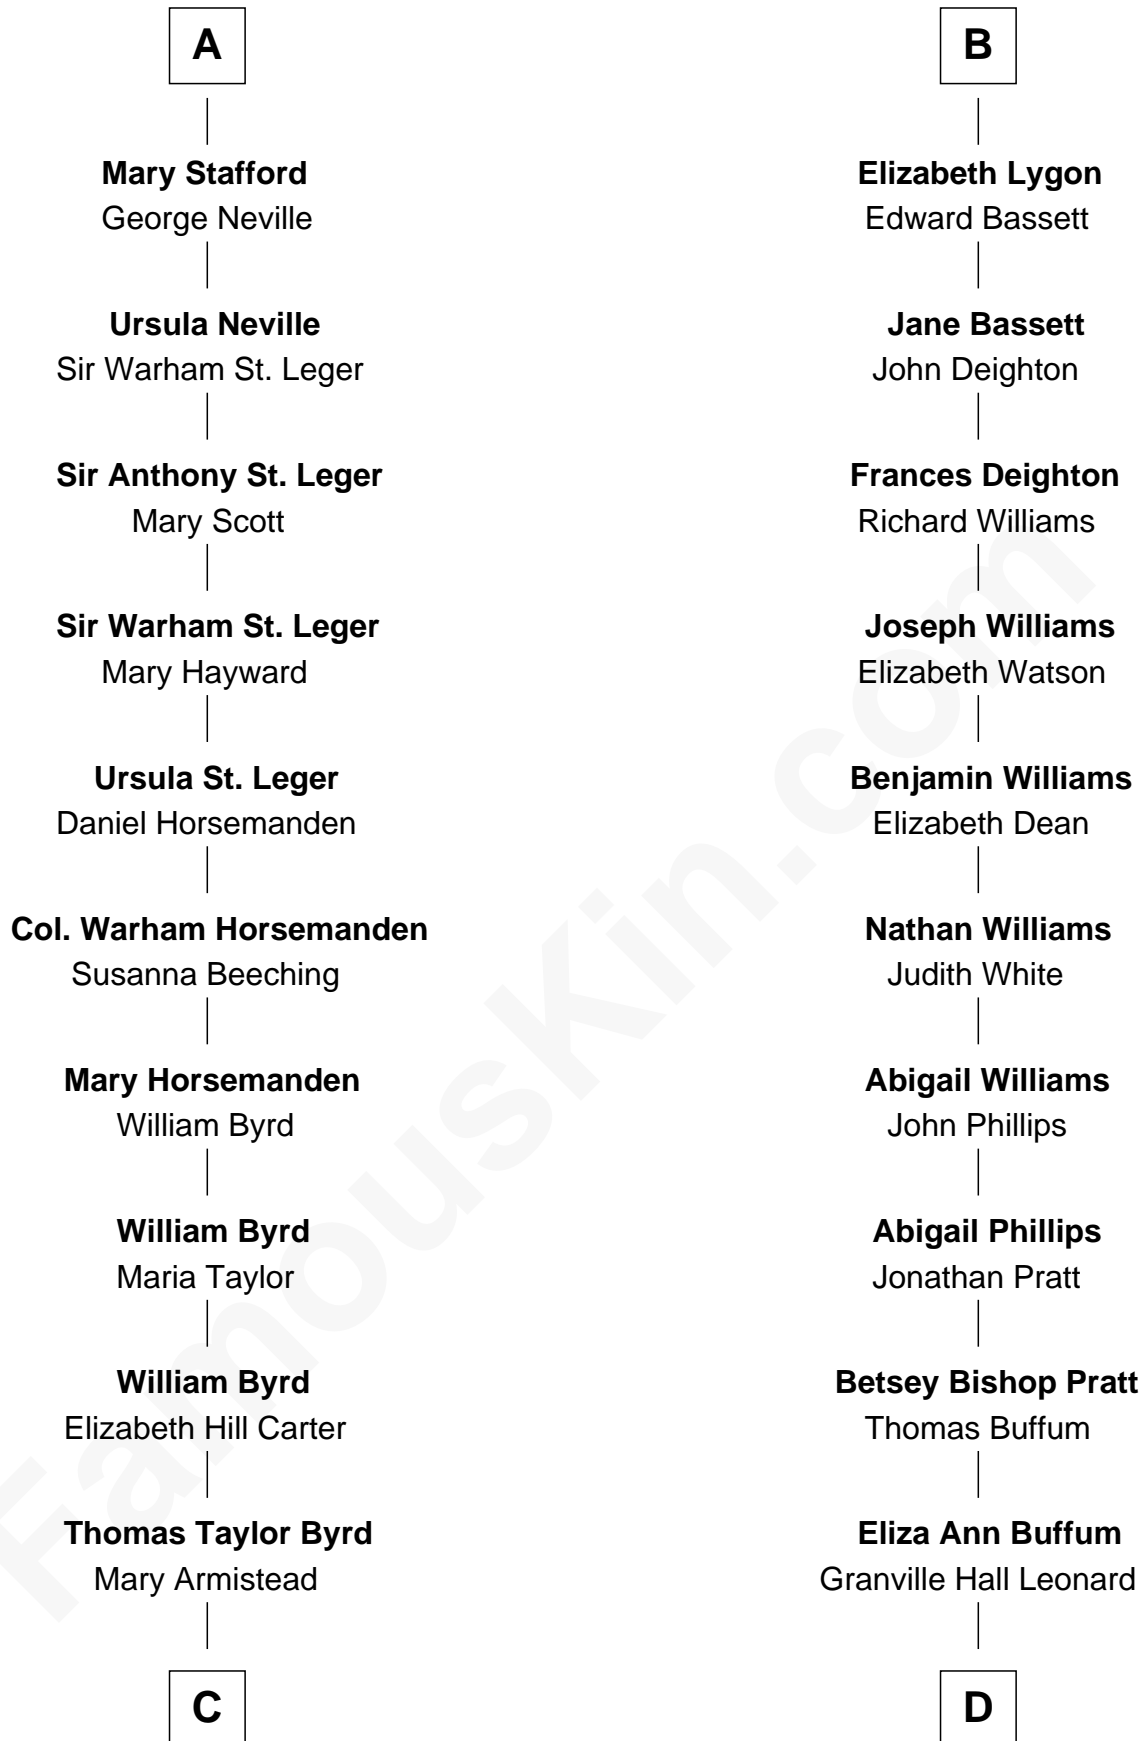 A
Mary Stafford
George Neville
Ursula Neville
Sir Warham St. Leger
Sir Anthony St. Leger
Mary Scott
Sir Warham St. Leger
Mary Hayward
Ursula St. Leger
Daniel Horsemanden
Col. Warham Horsemanden
Susanna Beeching
Mary Horsemanden
William Byrd
William Byrd
Maria Taylor
William Byrd
Elizabeth Hill Carter
Thomas Taylor Byrd
Mary Armistead
C
B
Elizabeth Lygon
Edward Bassett
Jane Bassett
John Deighton
Frances Deighton
Richard Williams
Joseph Williams
Elizabeth Watson
Benjamin Williams
Elizabeth Dean
Nathan Williams
Judith White
Abigail Williams
John Phillips
Abigail Phillips
Jonathan Pratt
Betsey Bishop Pratt
Thomas Buffum
Eliza Ann Buffum
Granville Hall Leonard
D
FamousKin.com